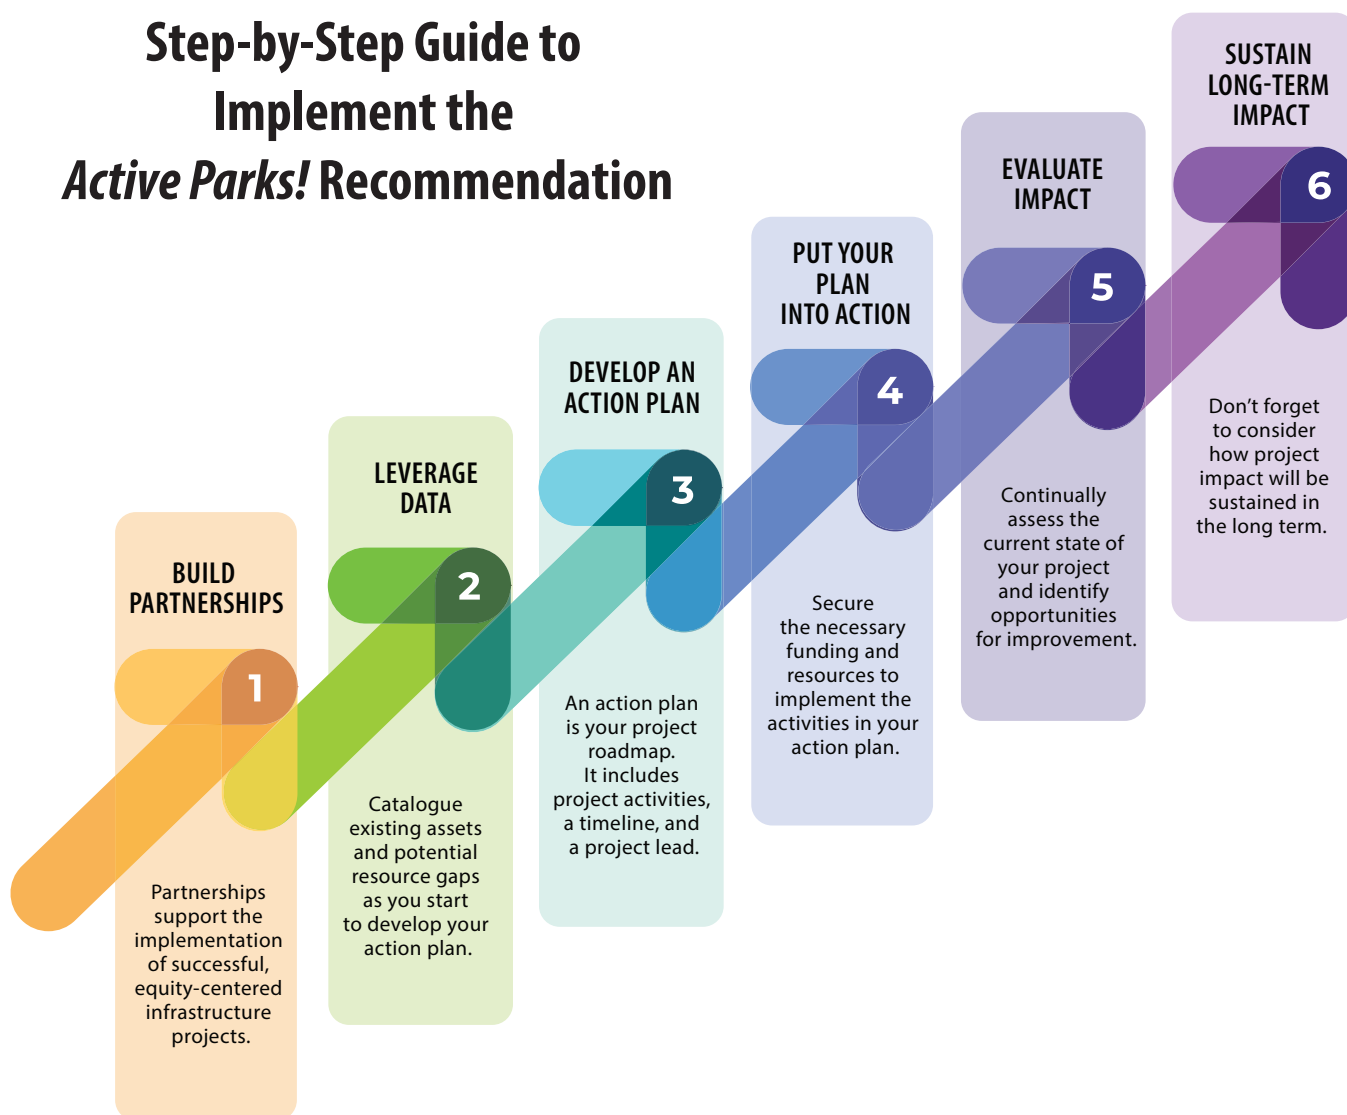 Step-by-Step Guide to
Implement the
Active Parks! Recommendation
BUILD
PARTNERSHIPS
1
Partnerships
support the
implementation
of successful,
equity-centered
infrastructure
projects.
LEVERAGE
DATA
2
Catalogue
existing assets
and potential
resource gaps
as you start
to develop your
action plan.
DEVELOP AN
ACTION PLAN
3
An action plan
is your project
roadmap.
It includes
project activities,
a timeline, and
a project lead.
PUT YOUR
PLAN
INTO ACTION
4
Secure
the necessary
funding and
resources to
implement the
activities in your
action plan.
EVALUATE
IMPACT
5
Continually
assess the
current state of
your project
and identify
opportunities
for improvement.
SUSTAIN
LONG-TERM
IMPACT
6
Don’t forget
to consider
how project
impact will be
sustained in
the long term.